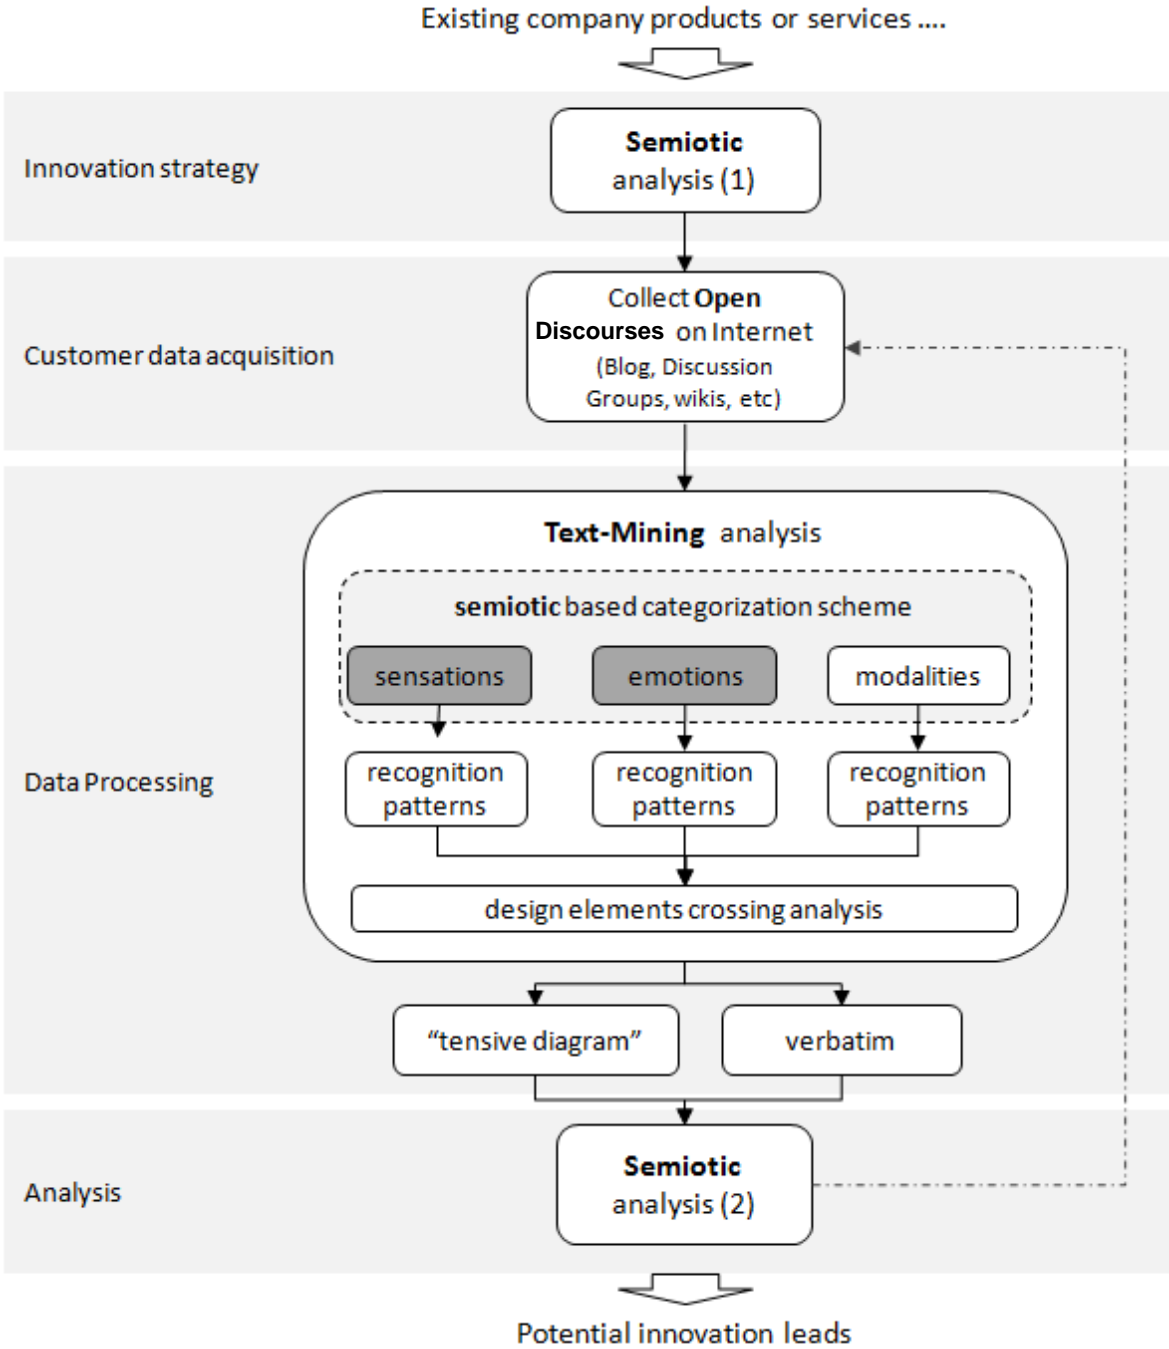 Existing company products or services ....
Innovation strategy
Semiotic
analysis (1)
Customer data acquisition
Collect Open
Discourses on Internet
(Blog, Discussion
Groups, wikis, etc)
Data Processing
Text-Mining analysis
semiotic based categorization scheme
sensations
emotions
modalities
recognition
patterns
recognition
patterns
recognition
patterns
design elements crossing analysis
“tensive diagram”
verbatim
Analysis
Semiotic
analysis (2)
Potential innovation leads